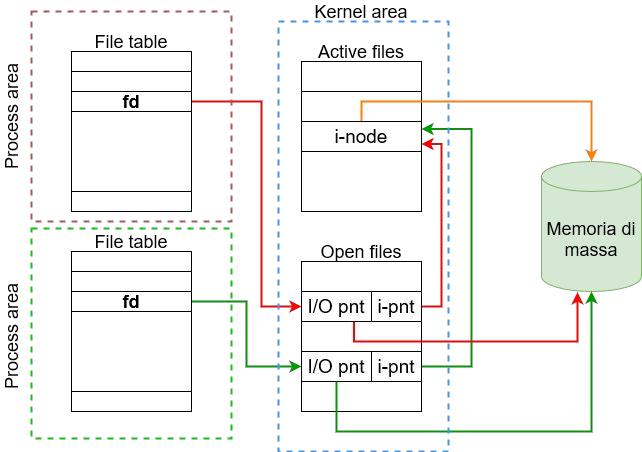 Kernel area
File table
Active files
Process area
fd
i-node
Memoria di
massa
File table
Open files
Process area
fd
I/O pnt
i-pnt
I/O pnt
i-pnt